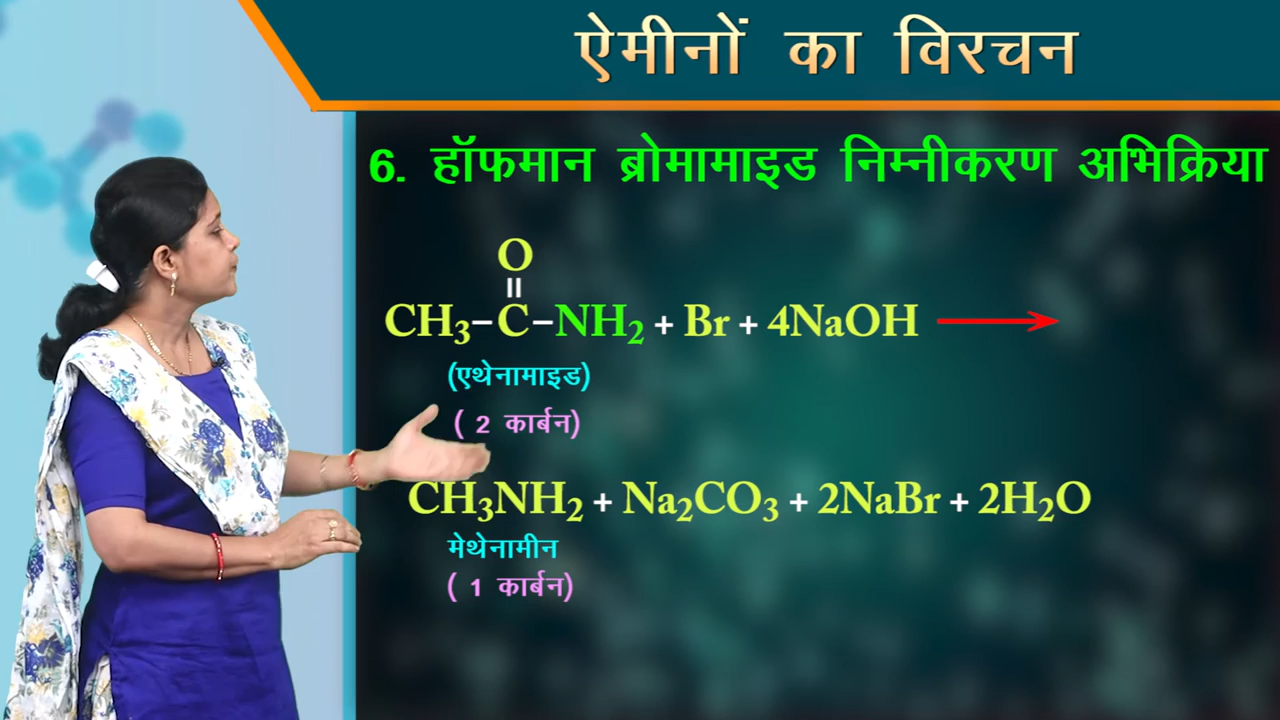 ऐमीनों का विरचन
6. हॉफमान ब्रोमामाइड निम्नीकरण अभिक्रिया
O
||
CH₃–C–NH₂ + Br + 4NaOH →
(एथेनामाइड)
( 2 कार्बन)
CH₃NH₂ + Na₂CO₃ + 2NaBr + 2H₂O
मेथेनामीन
( 1 कार्बन)